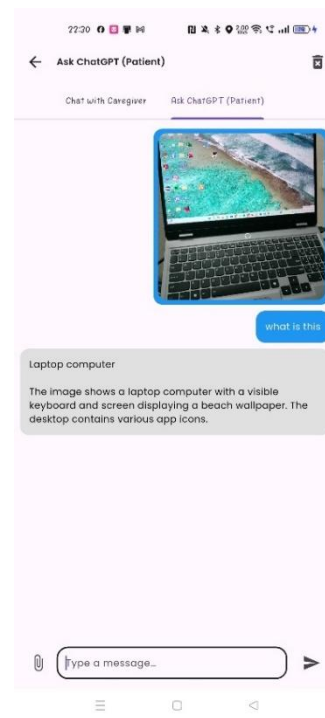 22:30
Ask ChatGPT (Patient)
Chat with Caregiver Ask ChatGPT (Patient)
what is this
Laptop computer
The image shows a laptop computer with a visible
keyboard and screen displaying a beach wallpaper. The
desktop contains various app icons.
Type a message...